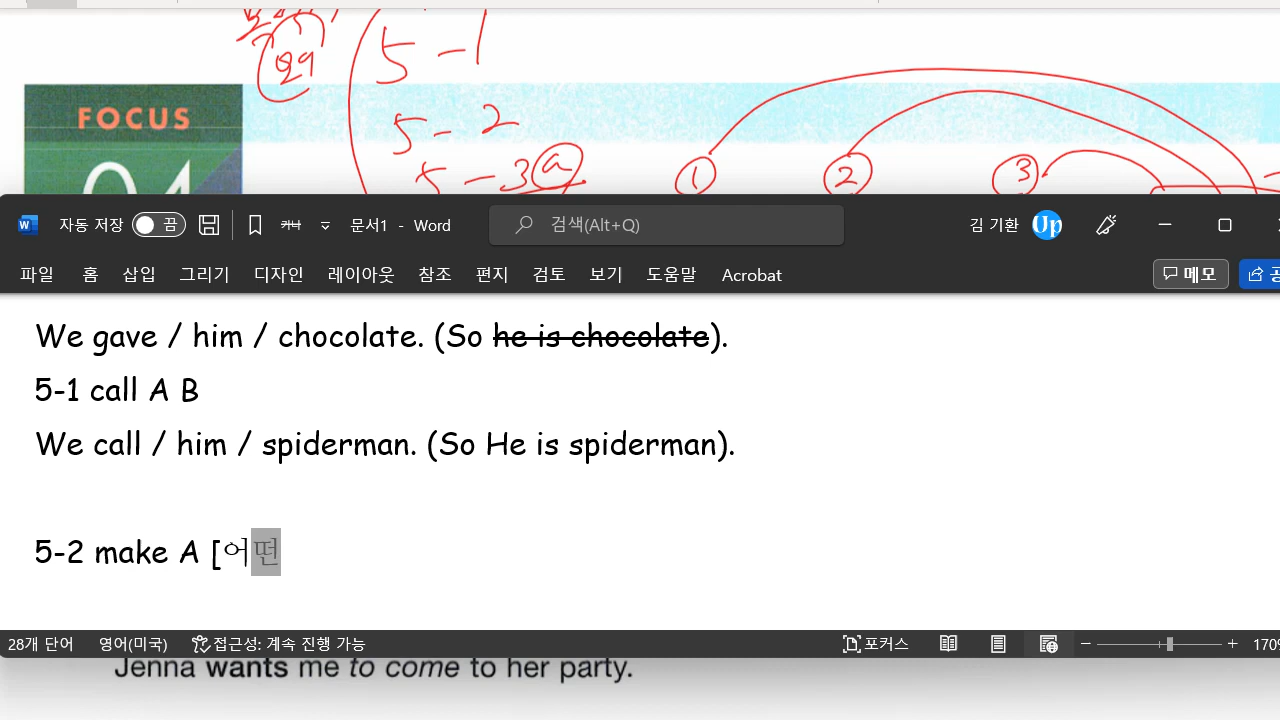 5-1
5-2
5-3 a
FOCUS
04
① ② ③
자동 저장 끔 문서1 - Word 검색(Alt+Q) 김 기환 Up
파일 홈 삽입 그리기 디자인 레이아웃 참조 편지 검토 보기 도움말 Acrobat 메모
We gave / him / chocolate. (So he is chocolate).
5-1 call A B
We call / him / spiderman. (So He is spiderman).
5-2 make A [어떤
28개 단어 영어(미국) 접근성: 계속 진행 가능 포커스 170%
Jenna wants me to come to her party.